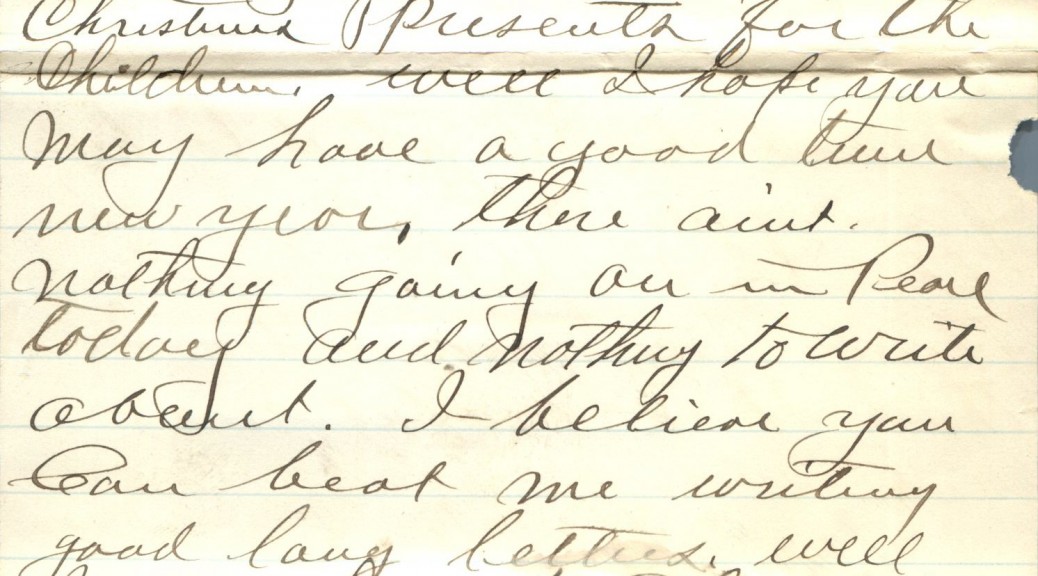 Christmas Presents for the
Children. well I hope you
may have a good time
new year, there aint.
nothing going on in Pearl
today and nothing to write
about. I believe you
Can beat me writing
good long letters. well